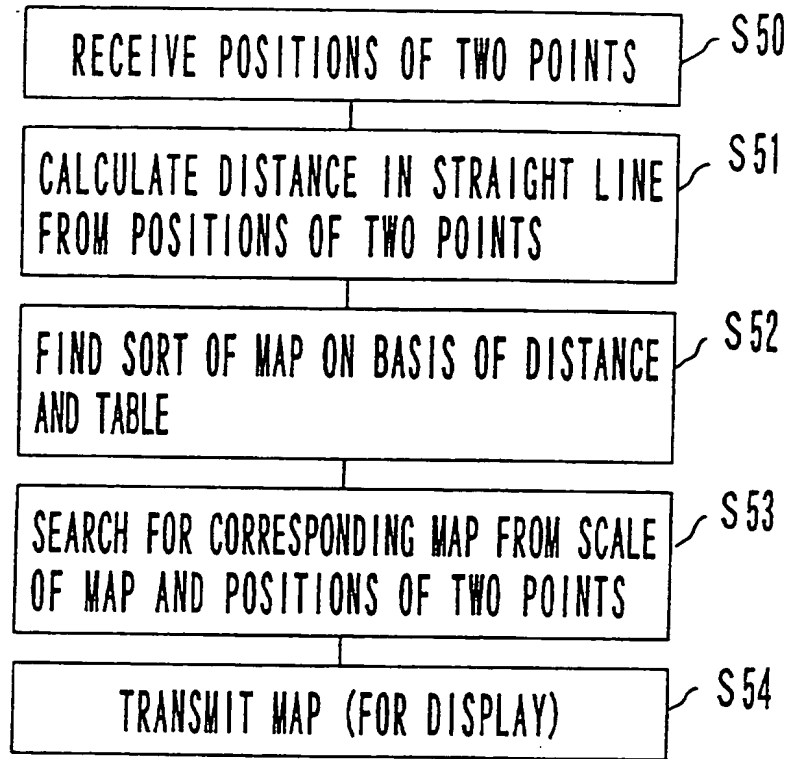 RECEIVE POSITIONS OF TWO POINTS
S50
CALCULATE DISTANCE IN STRAIGHT LINE
FROM POSITIONS OF TWO POINTS
S51
FIND SORT OF MAP ON BASIS OF DISTANCE
AND TABLE
S52
SEARCH FOR CORRESPONDING MAP FROM SCALE
OF MAP AND POSITIONS OF TWO POINTS
S53
TRANSMIT MAP (FOR DISPLAY)
S54